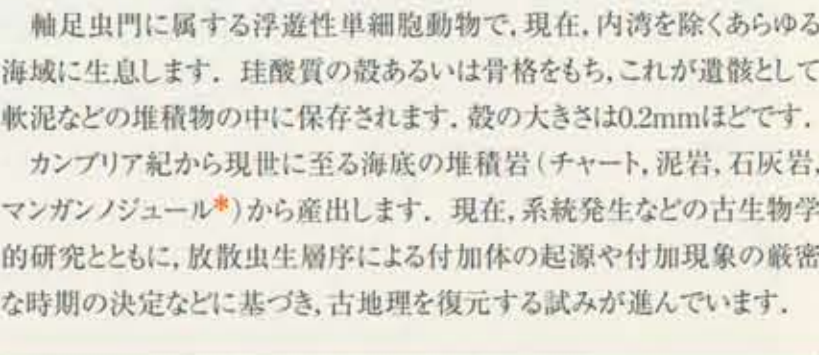 軸足虫門に属する浮遊性単細胞動物で，現在，内湾を除くあらゆる
海域に生息します．珪酸質の殻あるいは骨格をもち，これが遺骸として
軟泥などの堆積物の中に保存されます．殻の大きさは0.2mmほどです．
カンブリア紀から現世に至る海底の堆積岩（チャート，泥岩，石灰岩，
マンガンノジュール*）から産出します．現在，系統発生などの古生物学
的研究とともに，放散虫生層序による付加体の起源や付加現象の厳密
な時期の決定などに基づき，古地理を復元する試みが進んでいます．